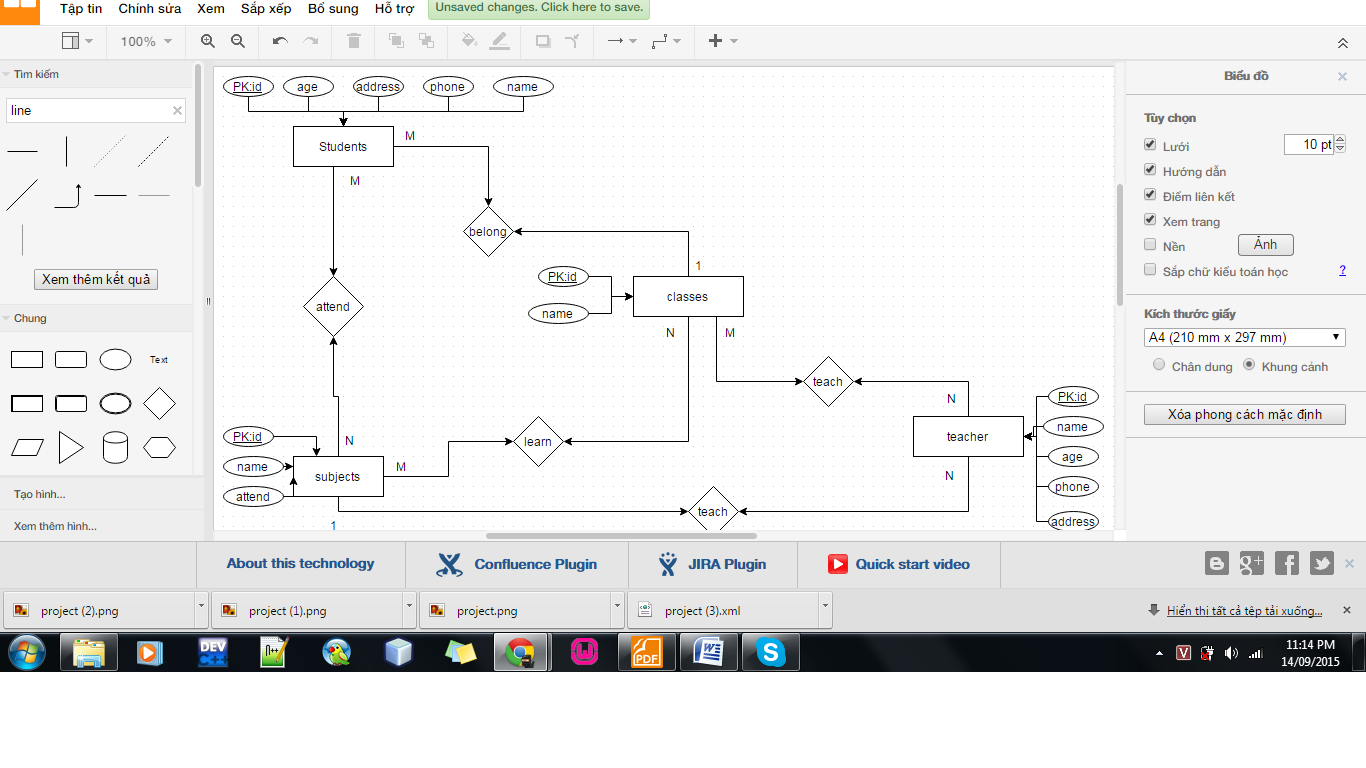 Tập tin Chỉnh sửa Xem Sắp xếp Bổ sung Hỗ trợ Unsaved changes. Click here to save.
100%
Tìm kiếm
line
Xem thêm kết quả
Chung
Text
Tạo hình...
Xem thêm hình...
PK:id age address phone name
Students M
M
belong
1
PK:id
classes
name
attend
N M
teach
N
PK:id
name
teacher
age
N
phone
address
PK:id
N
learn
name
subjects
M
attend
1
teach
Biểu đồ
Tùy chọn
Lưới 10 pt
Hướng dẫn
Điểm liên kết
Xem trang
Nền Ảnh
Sắp chữ kiểu toán học ?
Kích thước giấy
A4 (210 mm x 297 mm)
Chân dung Khung cảnh
Xóa phong cách mặc định
About this technology Confluence Plugin JIRA Plugin Quick start video
project (2).png project (1).png project.png project (3).xml Hiển thị tất cả tệp tải xuống...
DEV C++ N++ PDF W S V
11:14 PM
14/09/2015